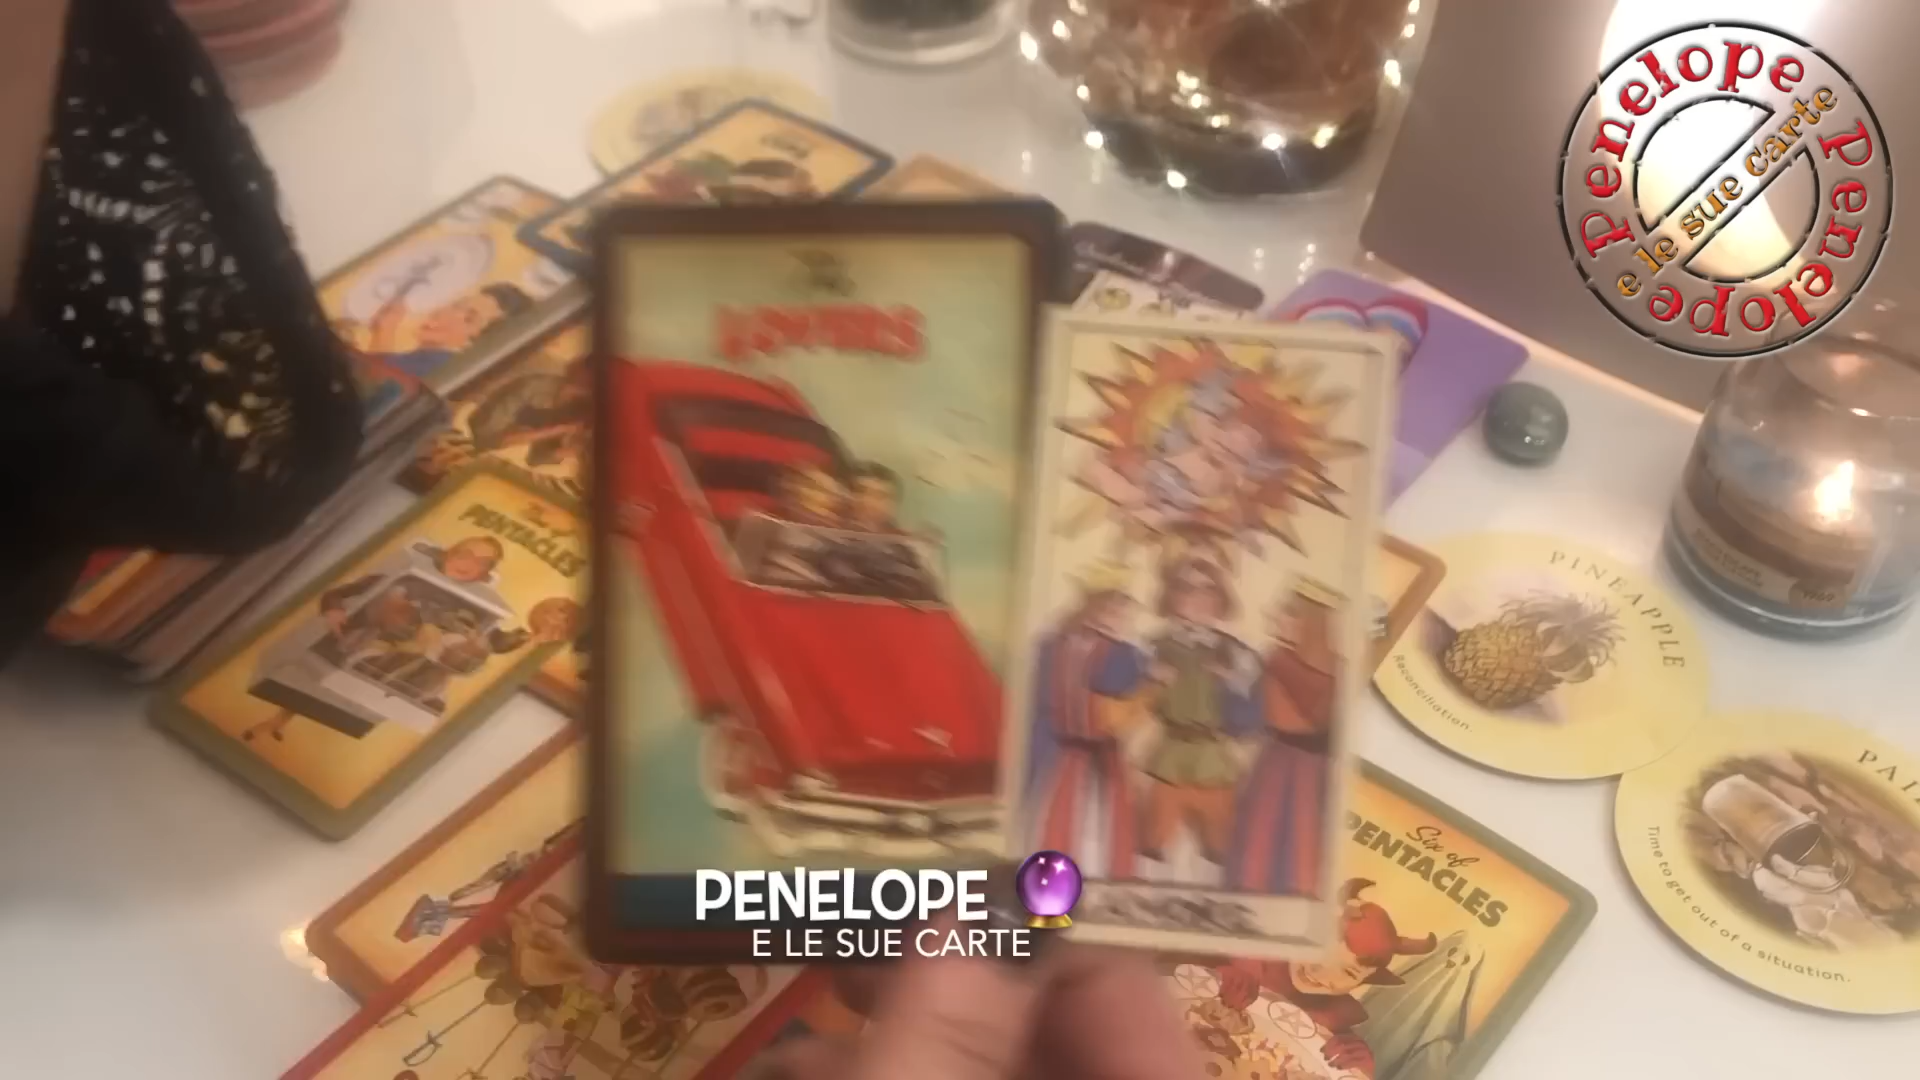 Penelope Penelope
e le sue carte e
LOVERS
The
PENTACLES
PINEAPPLE
Reconciliation.
Six of
PENTACLES
Time to get out of a situation.
PENELOPE
E LE SUE CARTE